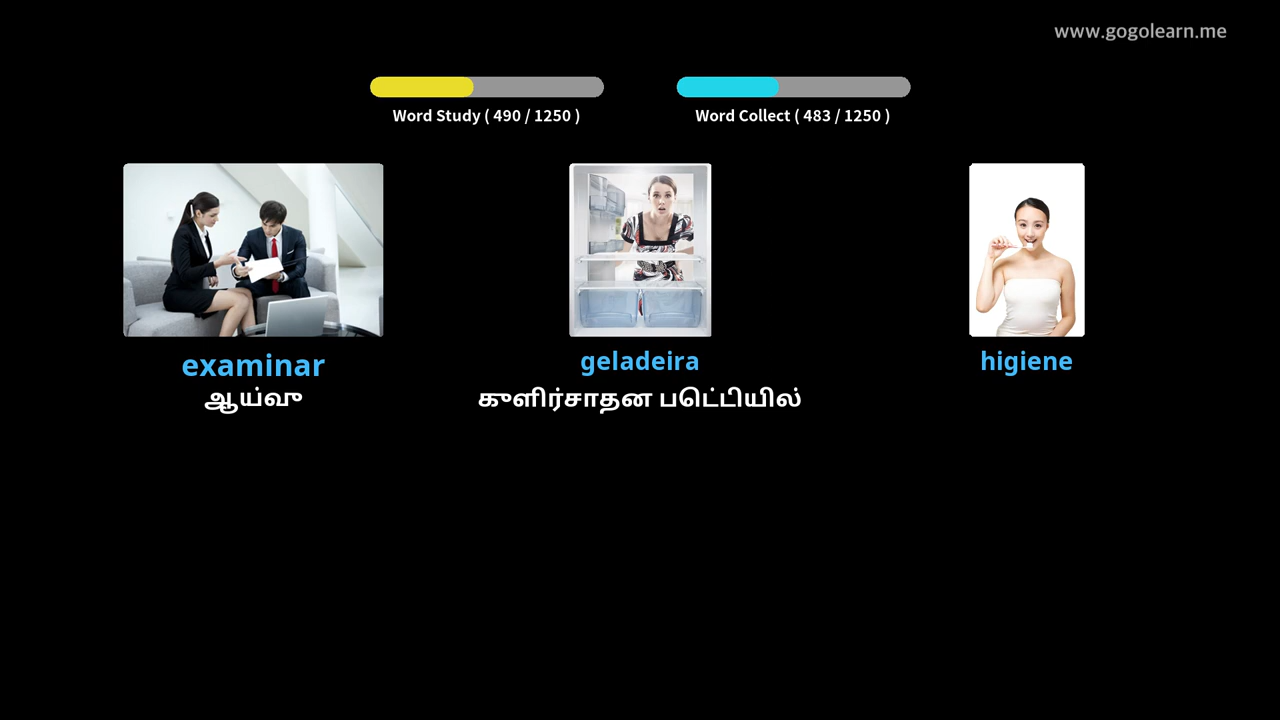 www.gogolearn.me
Word Study ( 490 / 1250 )
Word Collect ( 483 / 1250 )
examinar
ஆய்வு
geladeira
குளிர்சாதன பெட்டியில்
higiene